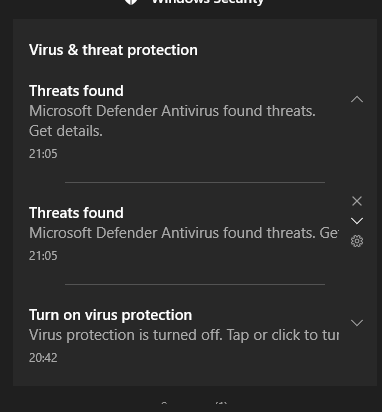 Windows Security
Virus & threat protection
Threats found
Microsoft Defender Antivirus found threats.
Get details.
21:05
Threats found
Microsoft Defender Antivirus found threats. Ge
21:05
Turn on virus protection
Virus protection is turned off. Tap or click to tur
20:42